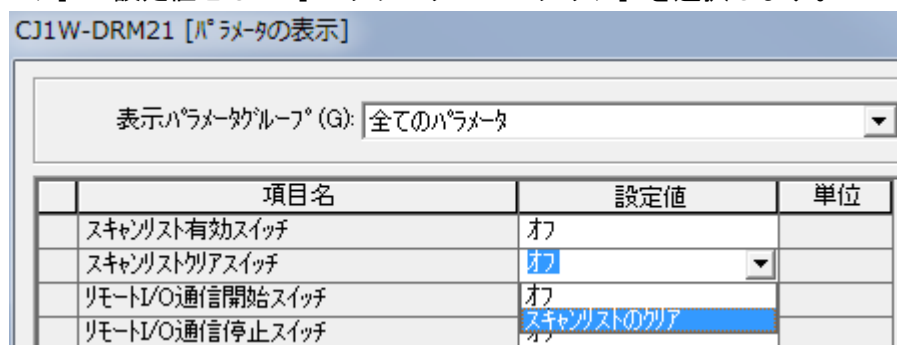 CJ1W-DRM21 [ﾊﾟﾗﾒｰﾀの表示]
表示ﾊﾟﾗﾒｰﾀｸﾞﾙｰﾌﾟ(G): 全てのﾊﾟﾗﾒｰﾀ
項目名 設定値 単位
ｽｷｬﾝﾘｽﾄ有効ｽｲｯﾁ ｵﾌ
ｽｷｬﾝﾘｽﾄｸﾘｱｽｲｯﾁ ｵﾌ
ﾘﾓｰﾄI/O通信開始ｽｲｯﾁ ｵﾌ
ｽｷｬﾝﾘｽﾄのｸﾘｱ
ﾘﾓｰﾄI/O通信停止ｽｲｯﾁ ｵﾌ